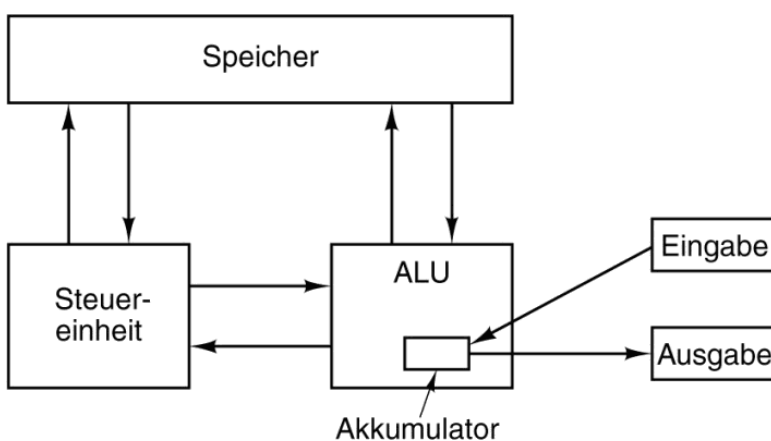 Speicher
Steuer-
einheit
ALU
Eingabe
Ausgabe
Akkumulator